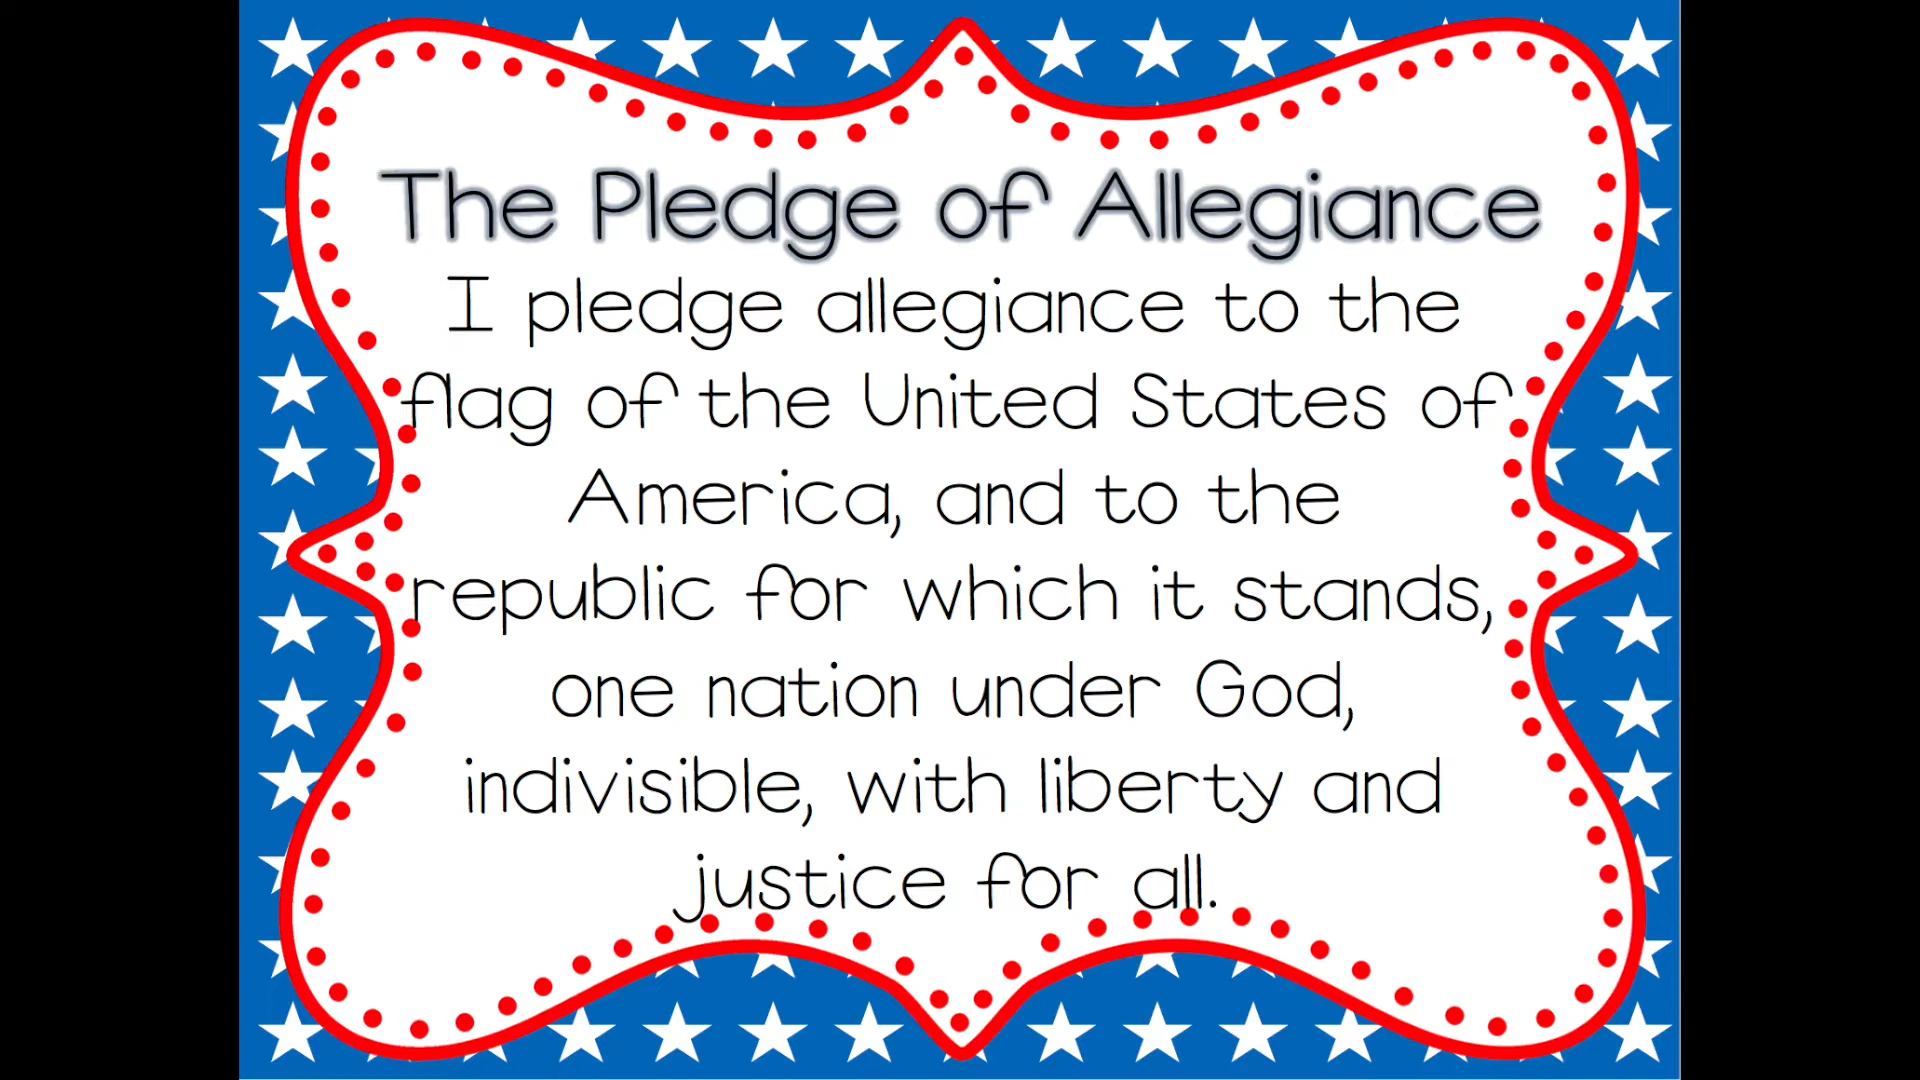 The Pledge of Allegiance
I pledge allegiance to the
flag of the United States of
America, and to the
republic for which it stands,
one nation under God,
indivisible, with liberty and
justice for all.